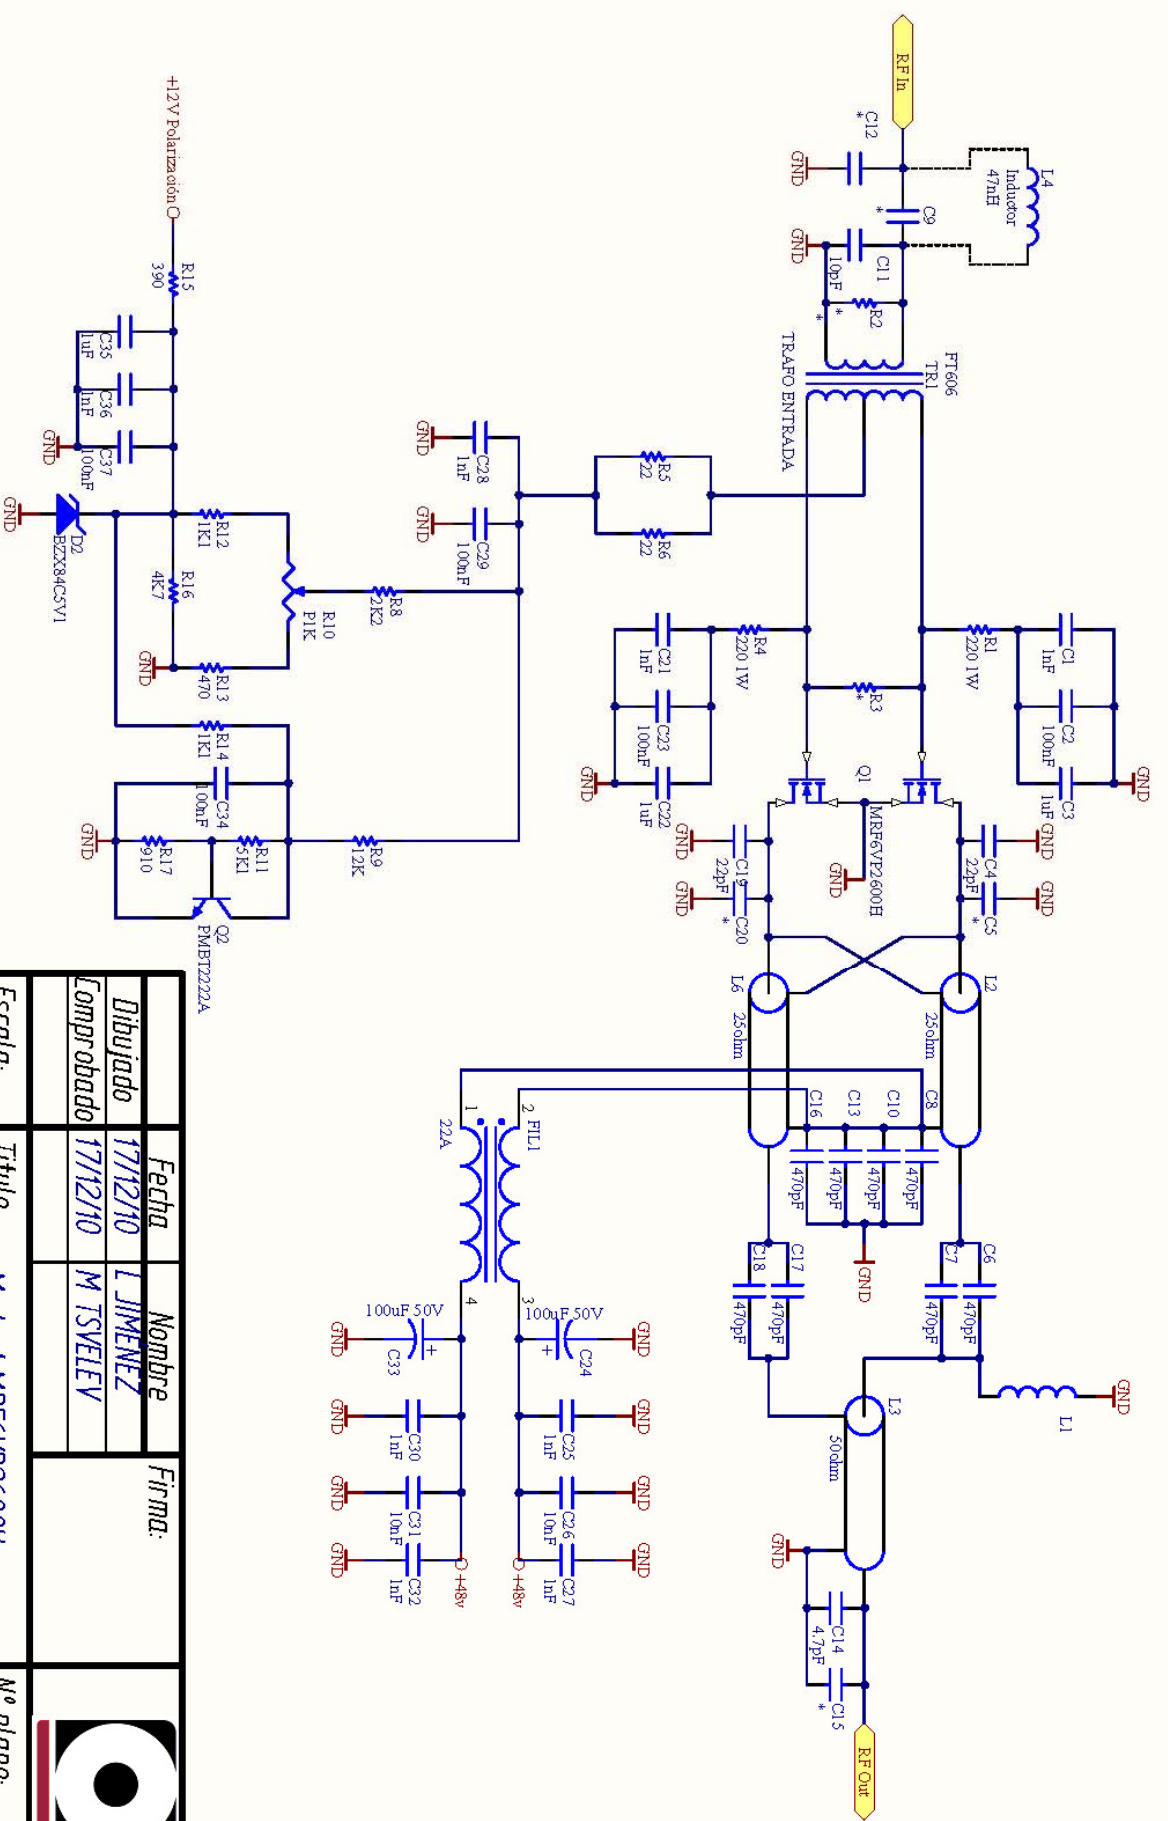 RF In
C12
*
GND
L4
Inductor
47nH
C9
*
C11
10pF
GND
R2
*
*
FT606
TR1
TRAFO ENTRADA
R5
22
R6
22
C28
1nF
GND
C29
100nF
GND
+12V Polarización
R15
390
C35
1uF
C36
1nF
C37
100nF
GND
D2
BZX84C5V1
GND
R12
1K1
R16
4K7
R10
P1K
R8
2K2
R13
470
GND
R14
1K1
C34
100nF
R17
910
R11
5K1
GND
R9
12K
Q2
PMBT2222A
R1
220 1W
C1
1nF
C2
100nF
C3
1uF
GND
R4
220 1W
C21
1nF
C23
100nF
C22
1uF
GND
R3
*
Q1
MRF6VP2600H
GND
C4
22pF
GND
C5
*
GND
C19
22pF
GND
C20
*
GND
L2
25ohm
L6
25ohm
C8
470pF
C10
470pF
C13
470pF
C16
470pF
GND
C6
470pF
C7
470pF
C17
470pF
C18
470pF
L1
GND
L3
50ohm
GND
C14
4.7pF
C15
*
RF Out
FIL1
22A
1
2
3
4
100uF 50V
C24
GND
+
100uF 50V
C33
GND
+
C25
1nF
GND
C26
10nF
GND
C27
1nF
GND
+48v
C30
1nF
GND
C31
10nF
GND
C32
1nF
GND
+48v
Fecha
Nombre
Firma:
Dibujado
17/12/10
L JIMENEZ
Comprobado
17/12/10
M TSVELEV
Escala:
Titulo
Nº plano: